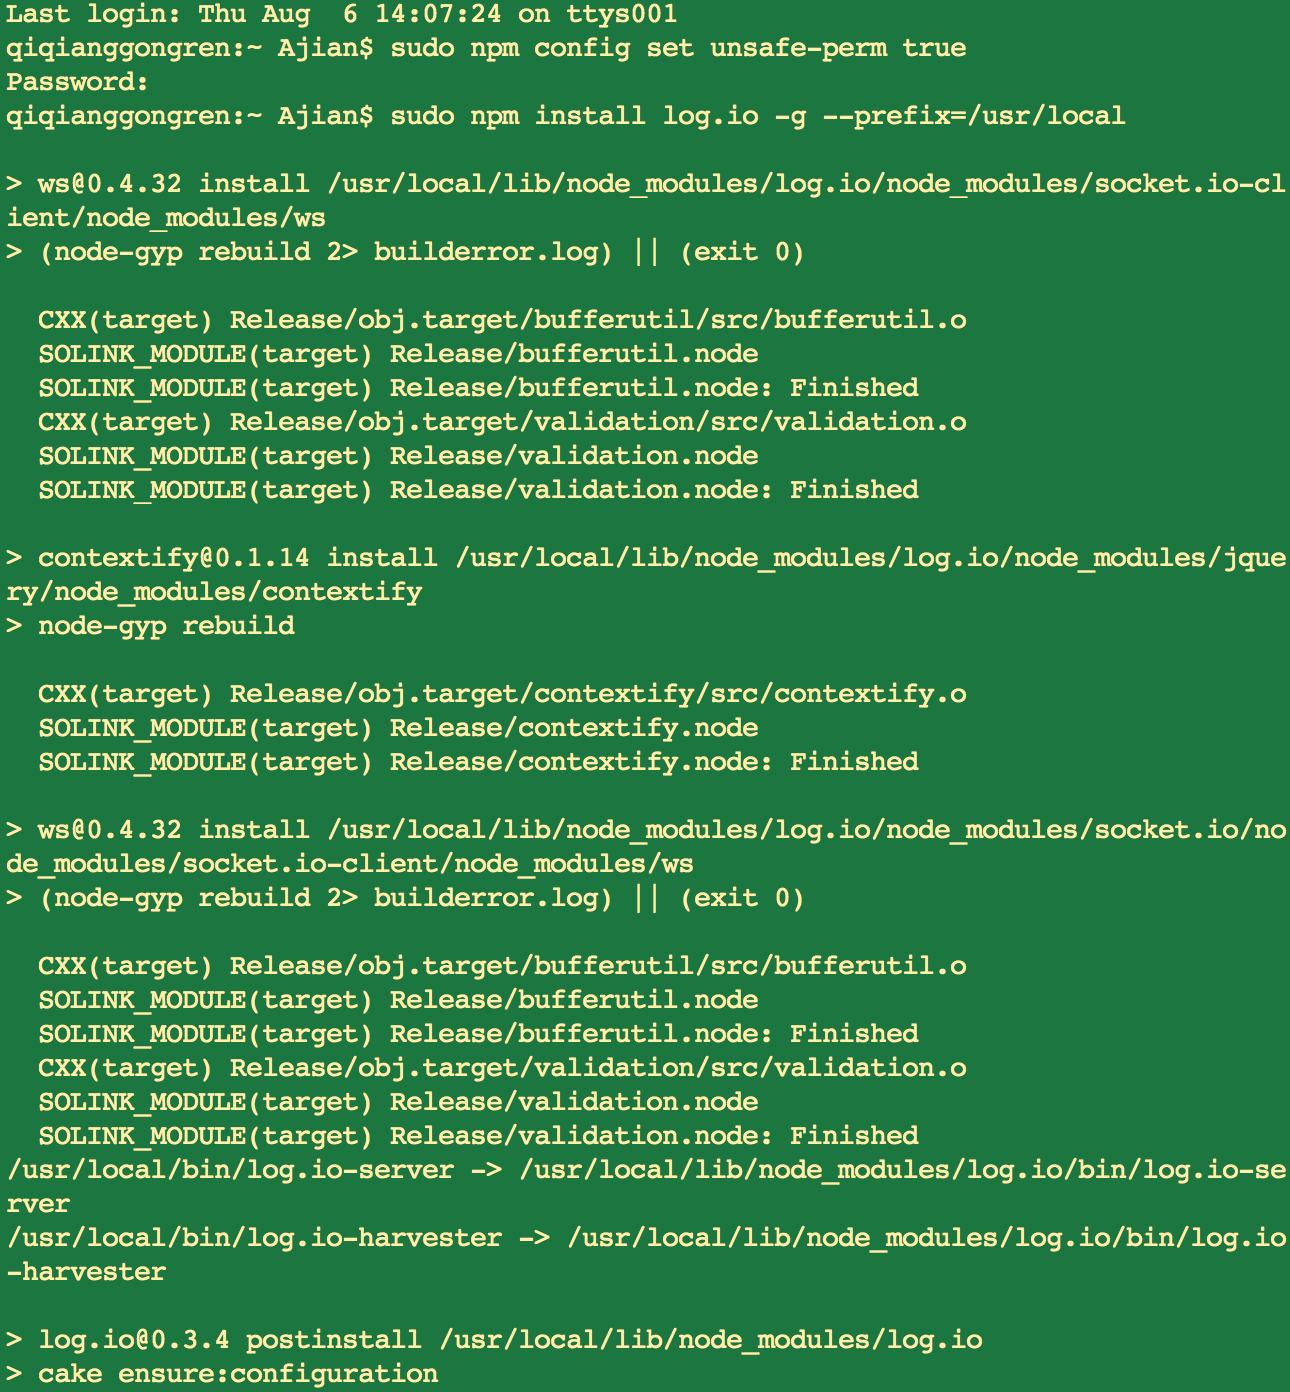 Last login: Thu Aug  6 14:07:24 on ttys001
qiqianggongren:~ Ajian$ sudo npm config set unsafe-perm true
Password:
qiqianggongren:~ Ajian$ sudo npm install log.io -g --prefix=/usr/local
> ws@0.4.32 install /usr/local/lib/node_modules/log.io/node_modules/socket.io-cl
ient/node_modules/ws
> (node-gyp rebuild 2> builderror.log) || (exit 0)
  CXX(target) Release/obj.target/bufferutil/src/bufferutil.o
  SOLINK_MODULE(target) Release/bufferutil.node
  SOLINK_MODULE(target) Release/bufferutil.node: Finished
  CXX(target) Release/obj.target/validation/src/validation.o
  SOLINK_MODULE(target) Release/validation.node
  SOLINK_MODULE(target) Release/validation.node: Finished
> contextify@0.1.14 install /usr/local/lib/node_modules/log.io/node_modules/jque
ry/node_modules/contextify
> node-gyp rebuild
  CXX(target) Release/obj.target/contextify/src/contextify.o
  SOLINK_MODULE(target) Release/contextify.node
  SOLINK_MODULE(target) Release/contextify.node: Finished
> ws@0.4.32 install /usr/local/lib/node_modules/log.io/node_modules/socket.io/no
de_modules/socket.io-client/node_modules/ws
> (node-gyp rebuild 2> builderror.log) || (exit 0)
  CXX(target) Release/obj.target/bufferutil/src/bufferutil.o
  SOLINK_MODULE(target) Release/bufferutil.node
  SOLINK_MODULE(target) Release/bufferutil.node: Finished
  CXX(target) Release/obj.target/validation/src/validation.o
  SOLINK_MODULE(target) Release/validation.node
  SOLINK_MODULE(target) Release/validation.node: Finished
/usr/local/bin/log.io-server -> /usr/local/lib/node_modules/log.io/bin/log.io-se
rver
/usr/local/bin/log.io-harvester -> /usr/local/lib/node_modules/log.io/bin/log.io
-harvester
> log.io@0.3.4 postinstall /usr/local/lib/node_modules/log.io
> cake ensure:configuration